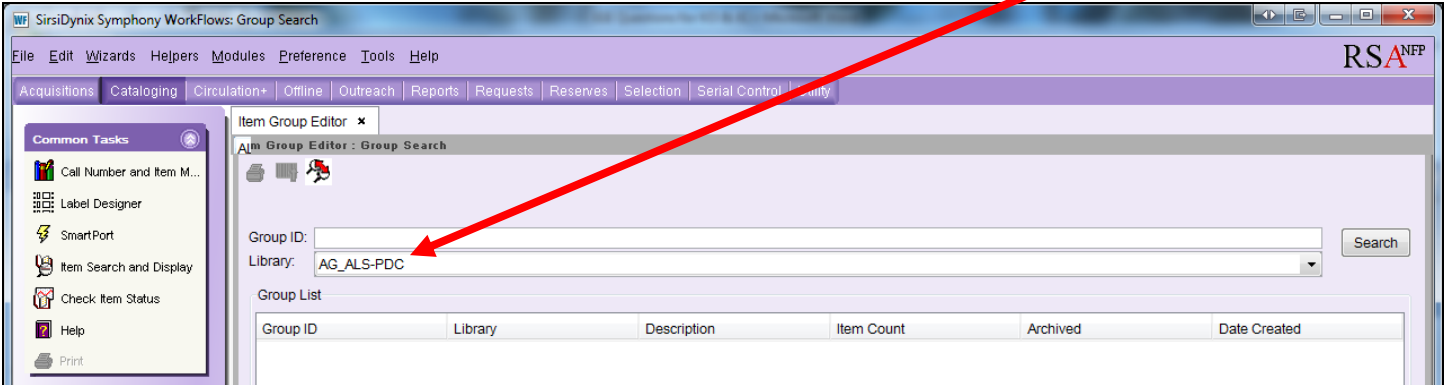 WF SirsiDynix Symphony WorkFlows: Group Search
File Edit Wizards Helpers Modules Preference Tools Help
RSA NFP
Acquisitions Cataloging Circulation+ Offline Outreach Reports Requests Reserves Selection Serial Control Utility
Item Group Editor ×
Common Tasks
AL m Group Editor : Group Search
Call Number and Item M...
Label Designer
SmartPort
Item Search and Display
Check Item Status
Help
Print
Group ID:
Search
Library: AG_ALS-PDC
Group List
Group ID Library Description Item Count Archived Date Created